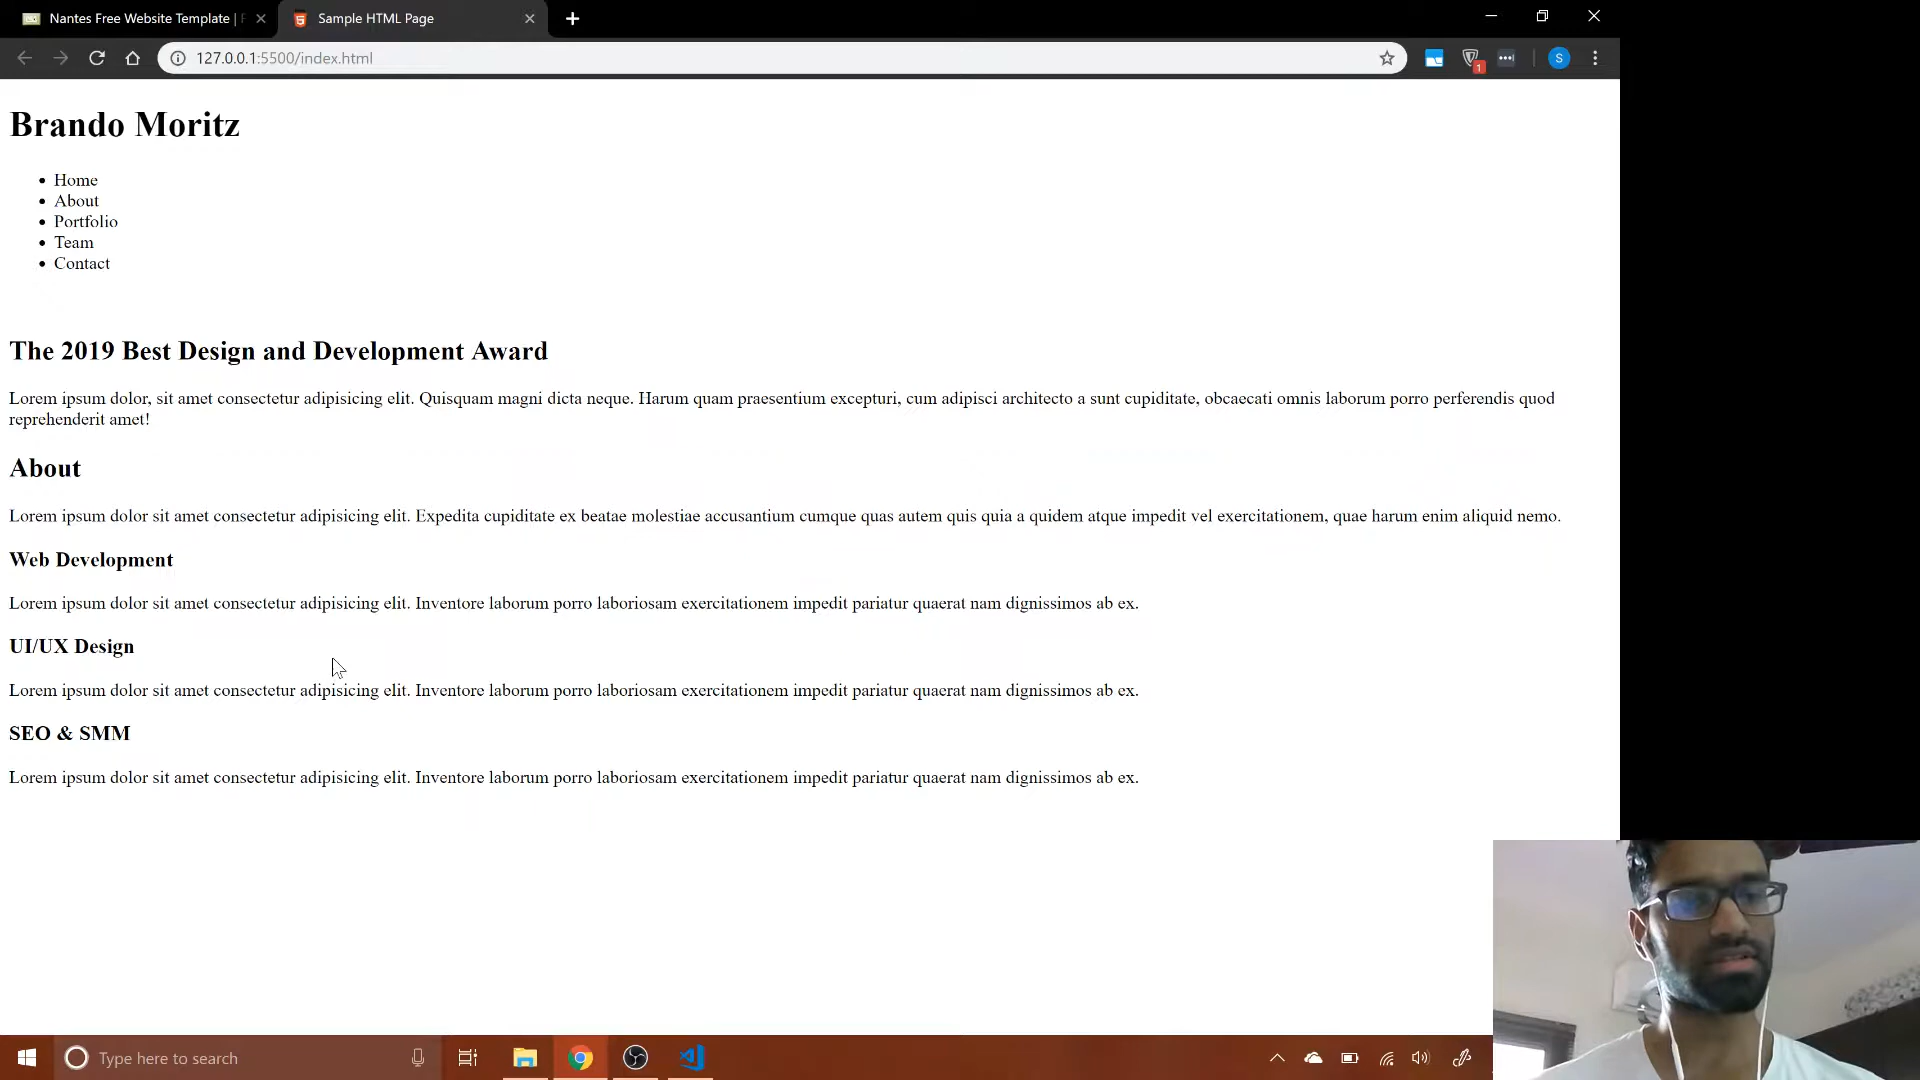 Nantes Free Website Template | F
Sample HTML Page
127.0.0.1:5500/index.html
1
S
Brando Moritz
Home
About
Portfolio
Team
Contact
The 2019 Best Design and Development Award
Lorem ipsum dolor, sit amet consectetur adipisicing elit. Quisquam magni dicta neque. Harum quam praesentium excepturi, cum adipisci architecto a sunt cupiditate, obcaecati omnis laborum porro perferendis quod
reprehenderit amet!
About
Lorem ipsum dolor sit amet consectetur adipisicing elit. Expedita cupiditate ex beatae molestiae accusantium cumque quas autem quis quia a quidem atque impedit vel exercitationem, quae harum enim aliquid nemo.
Web Development
Lorem ipsum dolor sit amet consectetur adipisicing elit. Inventore laborum porro laboriosam exercitationem impedit pariatur quaerat nam dignissimos ab ex.
UI/UX Design
Lorem ipsum dolor sit amet consectetur adipisicing elit. Inventore laborum porro laboriosam exercitationem impedit pariatur quaerat nam dignissimos ab ex.
SEO & SMM
Lorem ipsum dolor sit amet consectetur adipisicing elit. Inventore laborum porro laboriosam exercitationem impedit pariatur quaerat nam dignissimos ab ex.
Type here to search